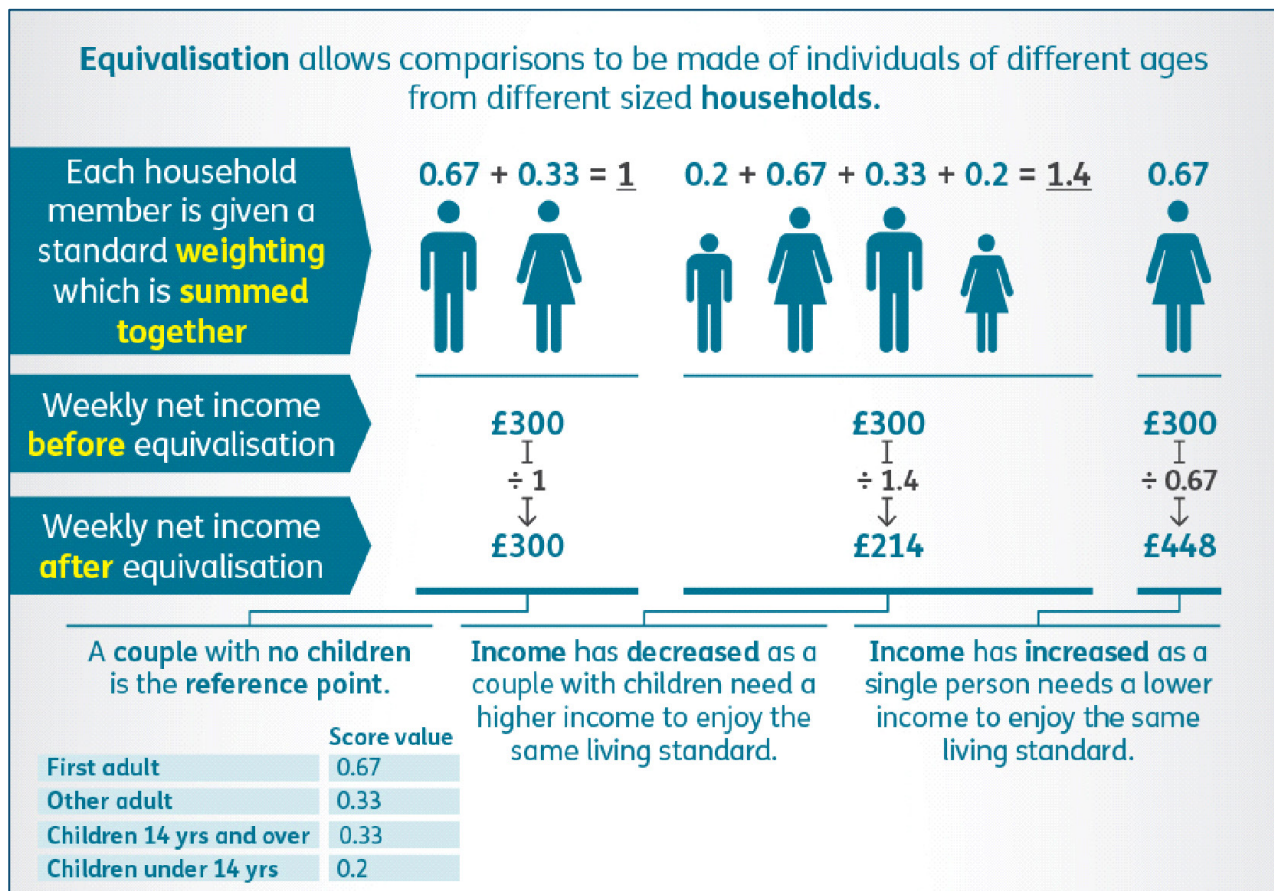 Equivalisation allows comparisons to be made of individuals of different ages
from different sized households.
Each household
member is given a
standard weighting
which is summed
together
0.67 + 0.33 = 1
0.2 + 0.67 + 0.33 + 0.2 = 1.4
0.67
Weekly net income
before equivalisation
£300
£300
£300
÷ 1
÷ 1.4
÷ 0.67
Weekly net income
after equivalisation
£300
£214
£448
A couple with no children
is the reference point.
Income has decreased as a
couple with children need a
higher income to enjoy the
same living standard.
Income has increased as a
single person needs a lower
income to enjoy the same
living standard.
Score value
First adult 0.67
Other adult 0.33
Children 14 yrs and over 0.33
Children under 14 yrs 0.2